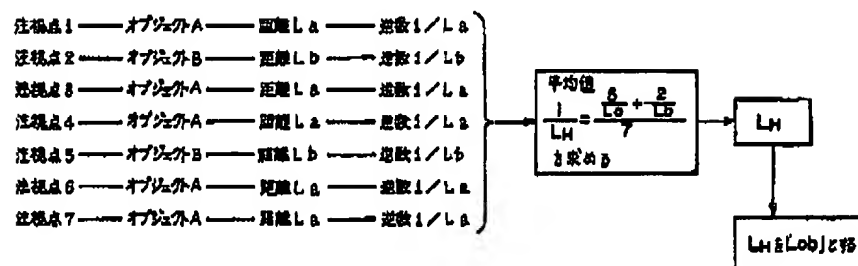 注視点1 オブジェクトA 距離La 逆数1/La
注視点2 オブジェクトB 距離Lb 逆数1/Lb
注視点3 オブジェクトA 距離La 逆数1/La
注視点4 オブジェクトA 距離La 逆数1/La
注視点5 オブジェクトB 距離Lb 逆数1/Lb
注視点6 オブジェクトA 距離La 逆数1/La
注視点7 オブジェクトA 距離La 逆数1/La
平均値
1/LH = (5/La + 2/Lb)/7
を求める
LH
LHを「Lob」と